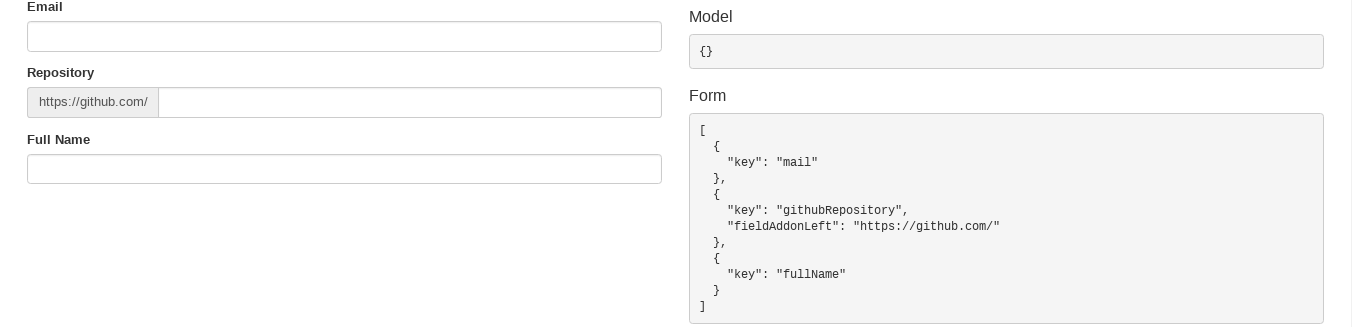 Email
Repository
https://github.com/
Full Name
Model
{}
Form
[
  {
    "key": "mail"
  },
  {
    "key": "githubRepository",
    "fieldAddonLeft": "https://github.com/"
  },
  {
    "key": "fullName"
  }
]